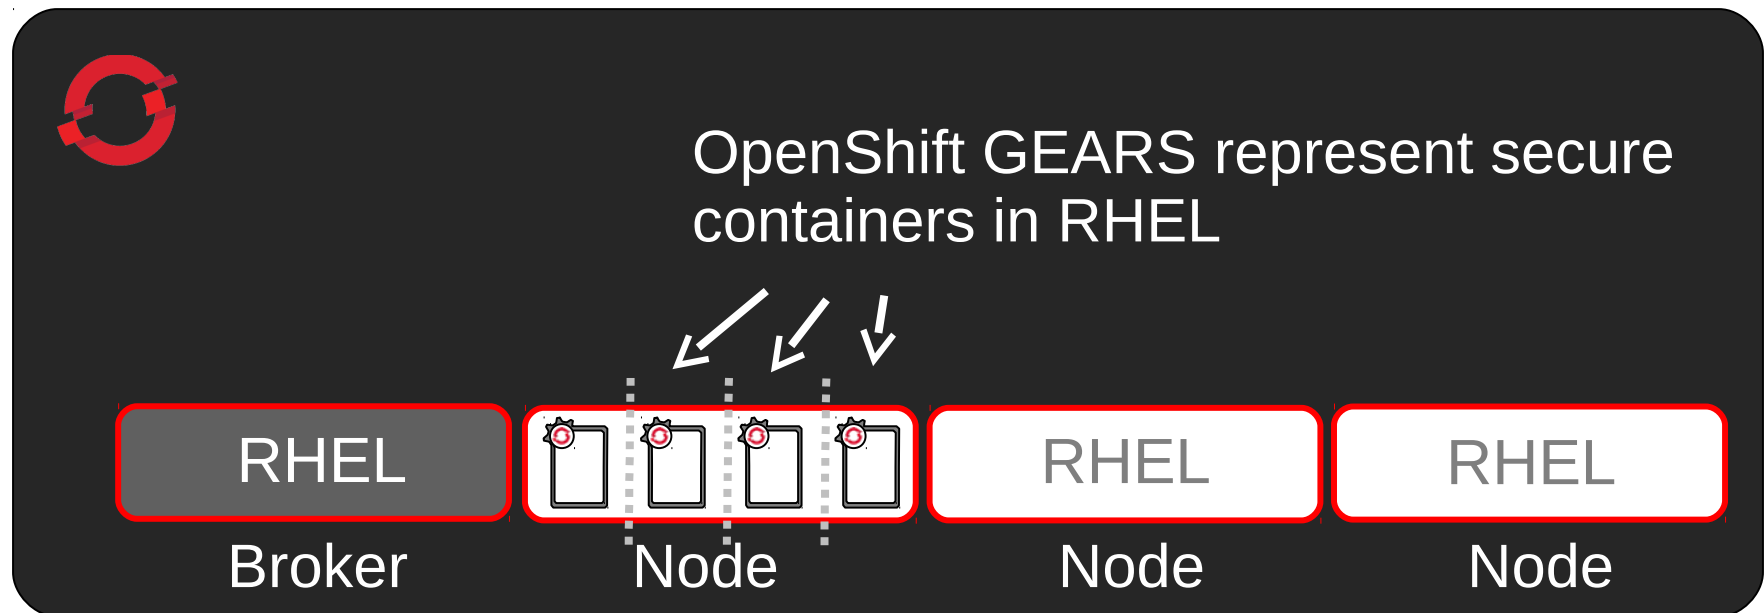 OpenShift GEARS represent secure
containers in RHEL
RHEL
RHEL
RHEL
Broker
Node
Node
Node